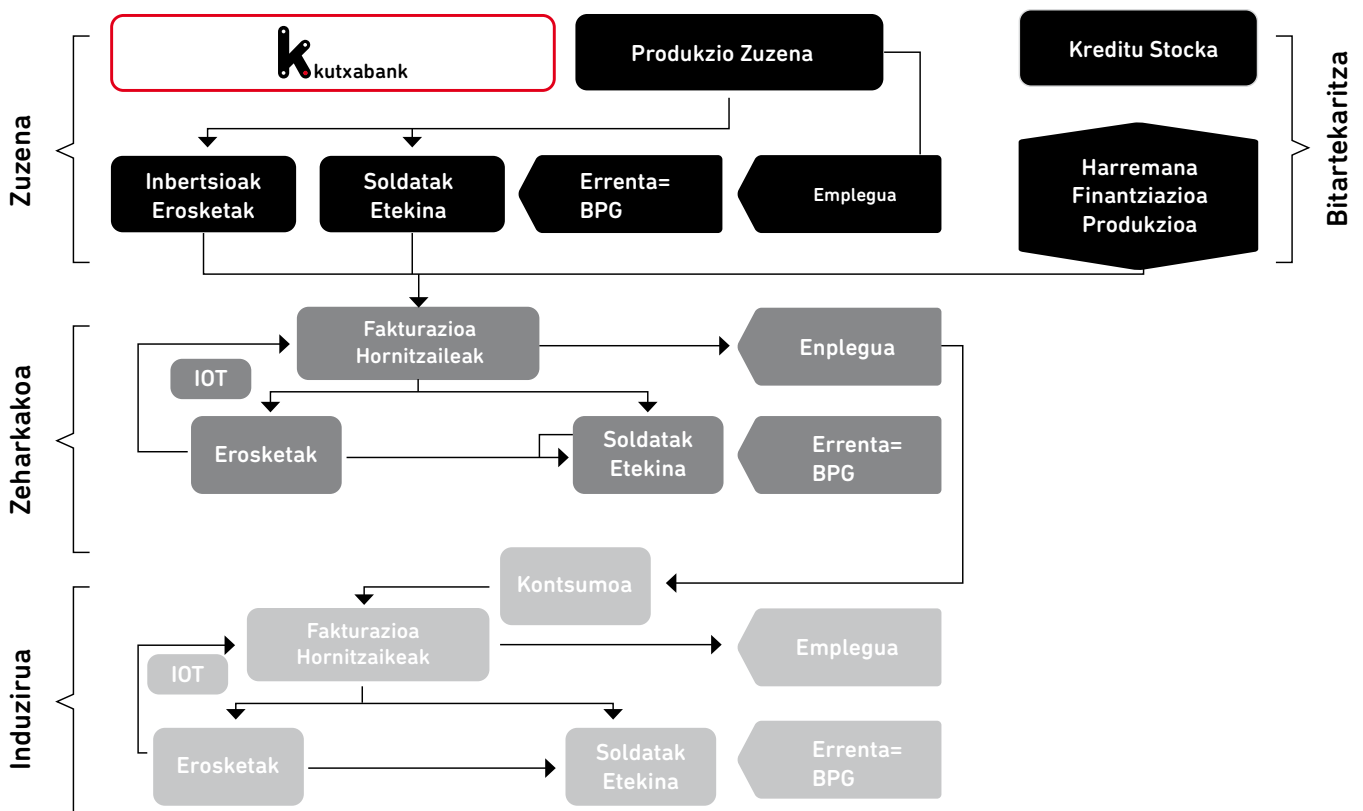 kutxabank
Produkzio Zuzena
Kreditu Stocka
Zuzena
Bitartekaritza
Inbertsioak
Erosketak
Soldatak
Etekina
Errenta=
BPG
Emplegua
Harremana
Finantziazioa
Produkzioa
Zeharkakoa
Fakturazioa
Hornitzaileak
Enplegua
IOT
Erosketak
Soldatak
Etekina
Errenta=
BPG
Induzirua
Kontsumoa
Fakturazioa
Hornitzaikeak
Emplegua
IOT
Erosketak
Soldatak
Etekina
Errenta=
BPG